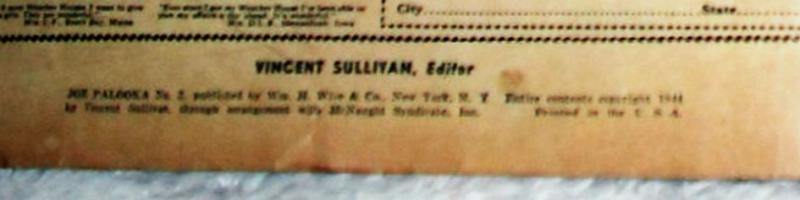 City State
VINCENT SULLIVAN, Editor
JOE PALOOKA No. 2, published by Wm. H. Wise & Co., New York, N. Y. Entire contents copyright 1944
by Vincent Sullivan, through arrangement with McNaught Syndicate, Inc. Printed in the U. S. A.